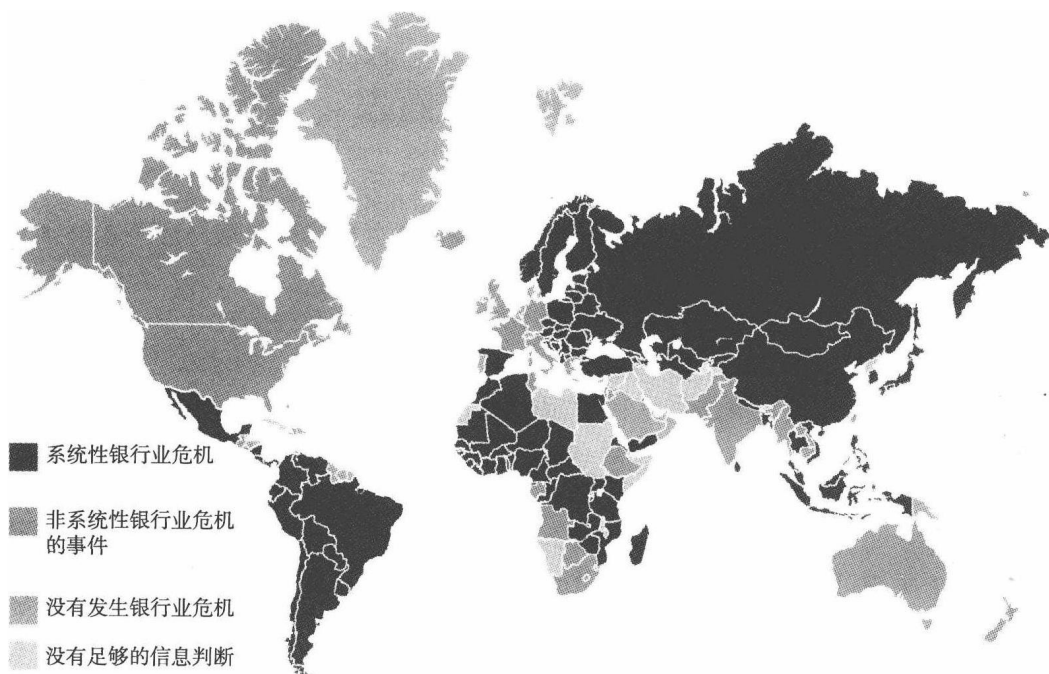 系统性银行业危机
非系统性银行业危机
的事件
没有发生银行业危机
没有足够的信息判断